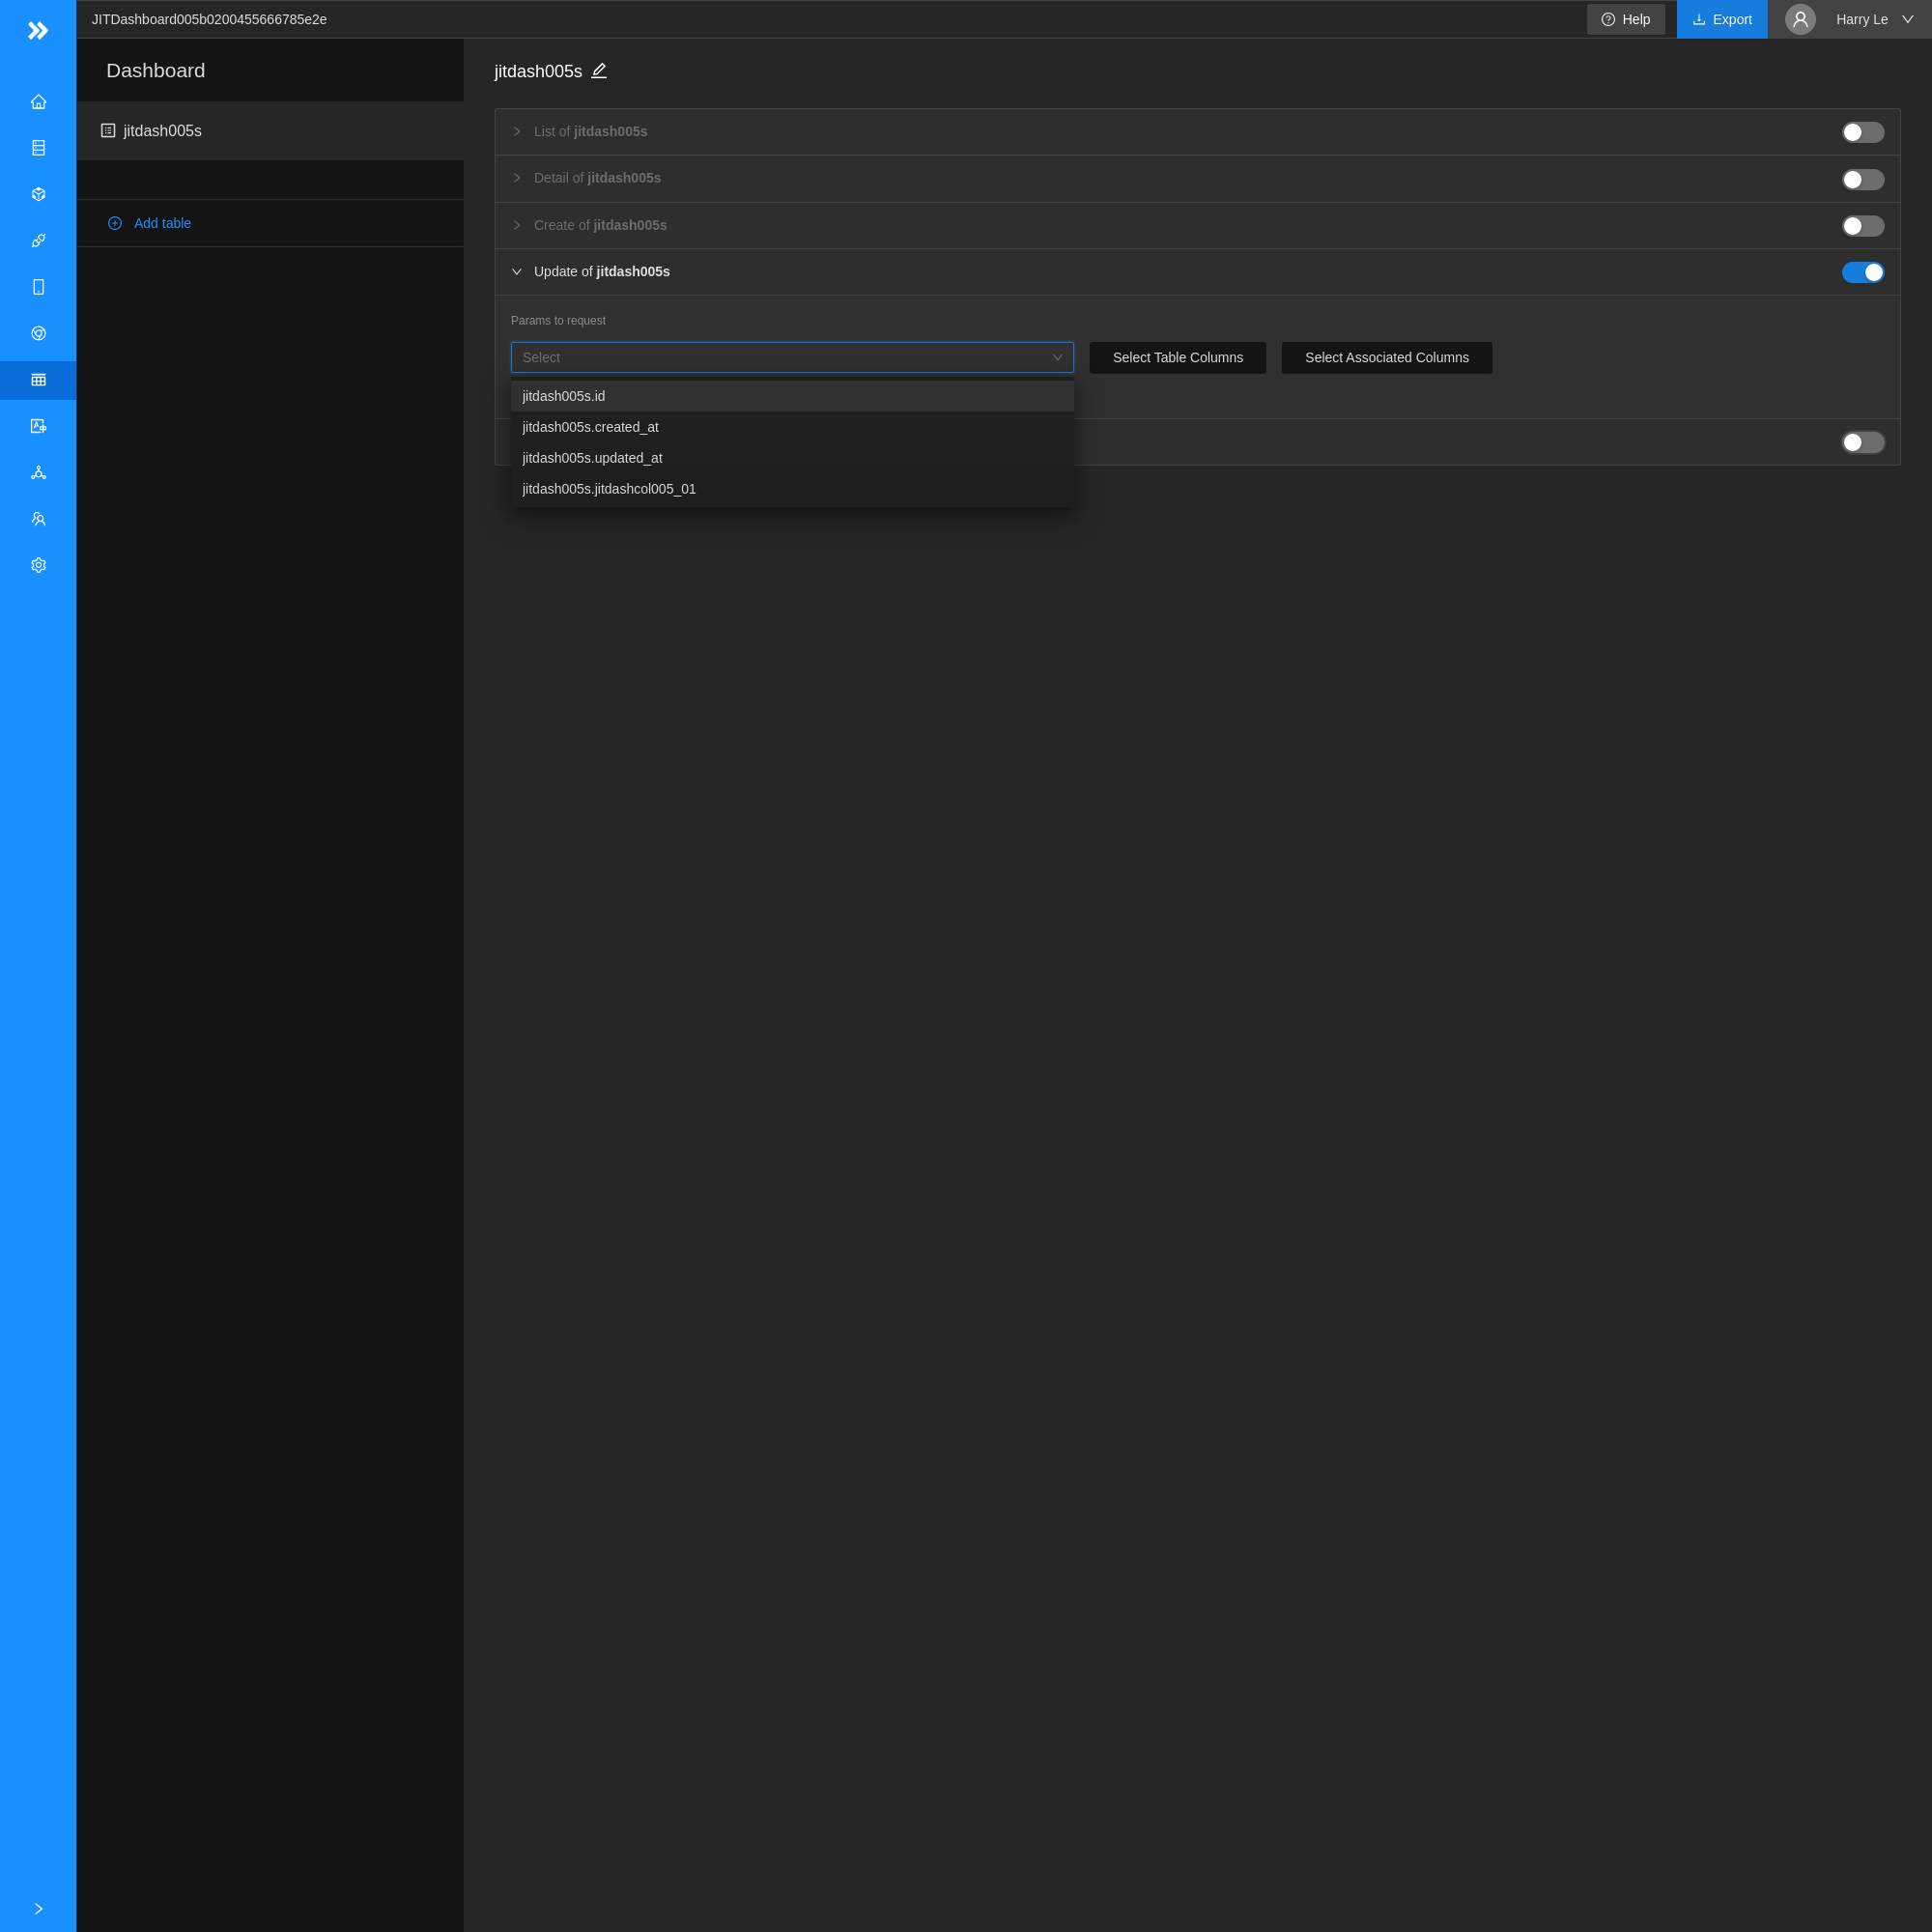 JITDashboard005b0200455666785e2e
Help
Export
Harry Le
Dashboard
jitdash005s
Add table
jitdash005s
List of jitdash005s
Detail of jitdash005s
Create of jitdash005s
Update of jitdash005s
Params to request
Select
Select Table Columns
Select Associated Columns
jitdash005s.id
jitdash005s.created_at
jitdash005s.updated_at
jitdash005s.jitdashcol005_01